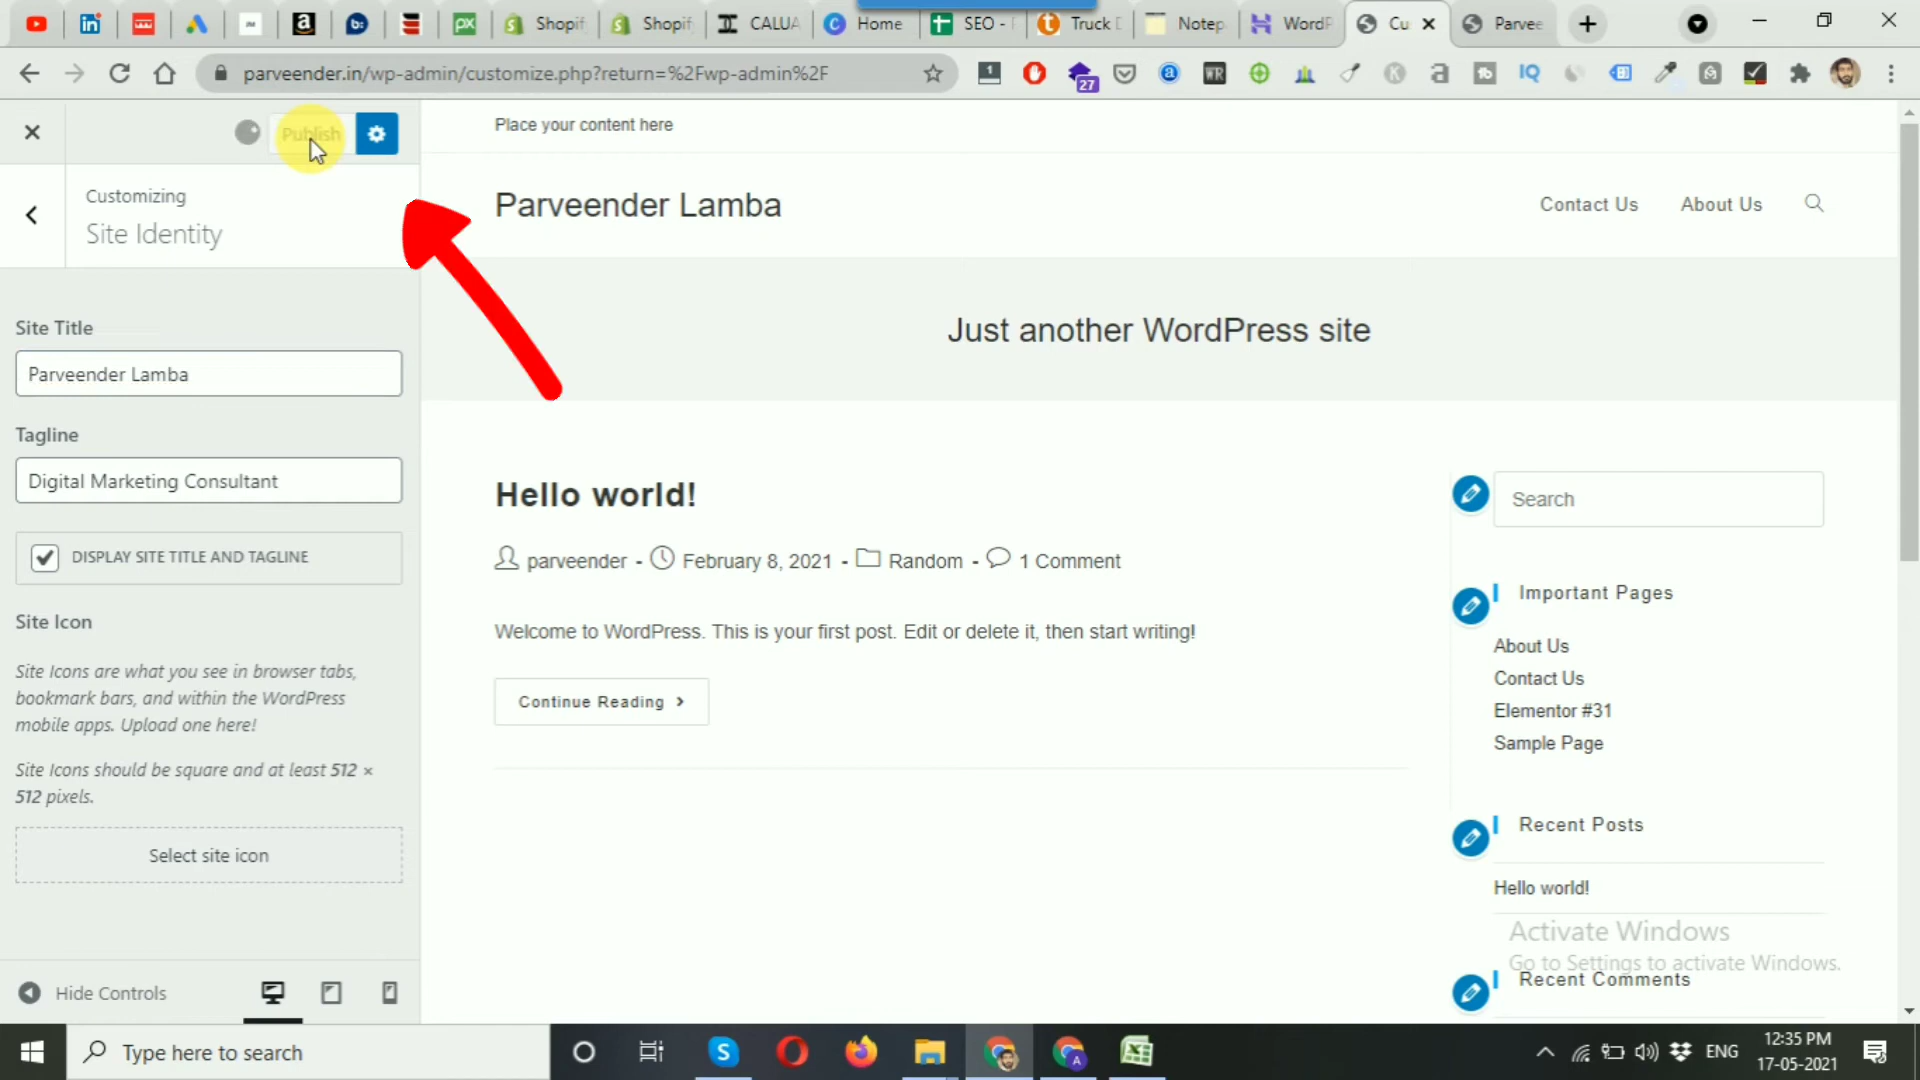 Shopif
Shopif
CALUA
Home
SEO -
Truck D
Notep
WordP
Cu
Parvee
parveender.in/wp-admin/customize.php?return=%2Fwp-admin%2F
1
27
WR
IQ
Publish
Customizing
Site Identity
Site Title
Parveender Lamba
Tagline
Digital Marketing Consultant
DISPLAY SITE TITLE AND TAGLINE
Site Icon
Site Icons are what you see in browser tabs,
bookmark bars, and within the WordPress
mobile apps. Upload one here!
Site Icons should be square and at least 512 ×
512 pixels.
Select site icon
Hide Controls
Place your content here
Parveender Lamba
Contact Us
About Us
Just another WordPress site
Hello world!
parveender - February 8, 2021 - Random - 1 Comment
Welcome to WordPress. This is your first post. Edit or delete it, then start writing!
Continue Reading
Search
Important Pages
About Us
Contact Us
Elementor #31
Sample Page
Recent Posts
Hello world!
Activate Windows
Go to Settings to activate Windows.
Recent Comments
Type here to search
ENG
12:35 PM
17-05-2021